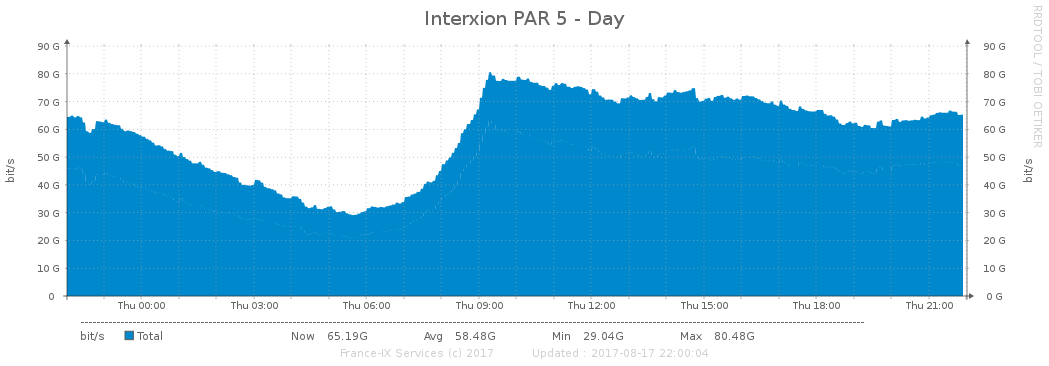 Interxion PAR 5 - Day
RRDTOOL / TOBI OETIKER
90 G 90 G
80 G 80 G
70 G 70 G
60 G 60 G
50 G 50 G
40 G 40 G
30 G 30 G
20 G 20 G
10 G 10 G
0 0 G
bit/s
bit/s
Thu 00:00 Thu 03:00 Thu 06:00 Thu 09:00 Thu 12:00 Thu 15:00 Thu 18:00 Thu 21:00
bit/s Total Now 65.19G Avg 58.48G Min 29.04G Max 80.48G
France-IX Services (c) 2017 Updated : 2017-08-17 22:00:04